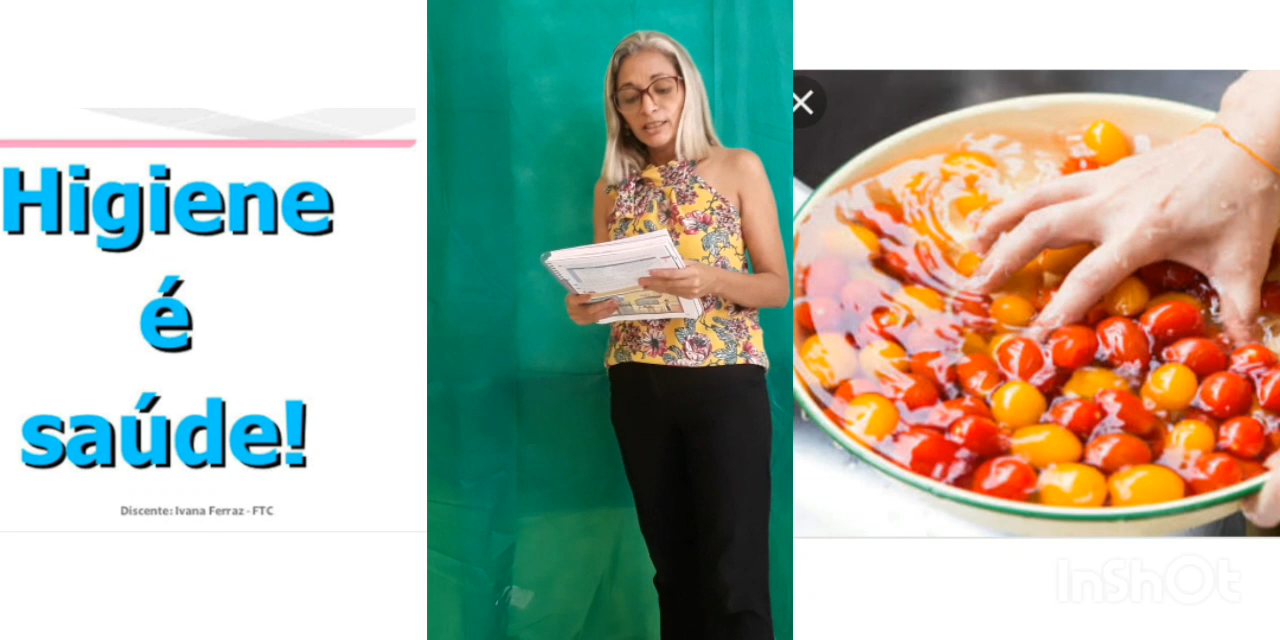 Higiene
é
saúde!
Discente: Ivana Ferraz - FTC
InShOt